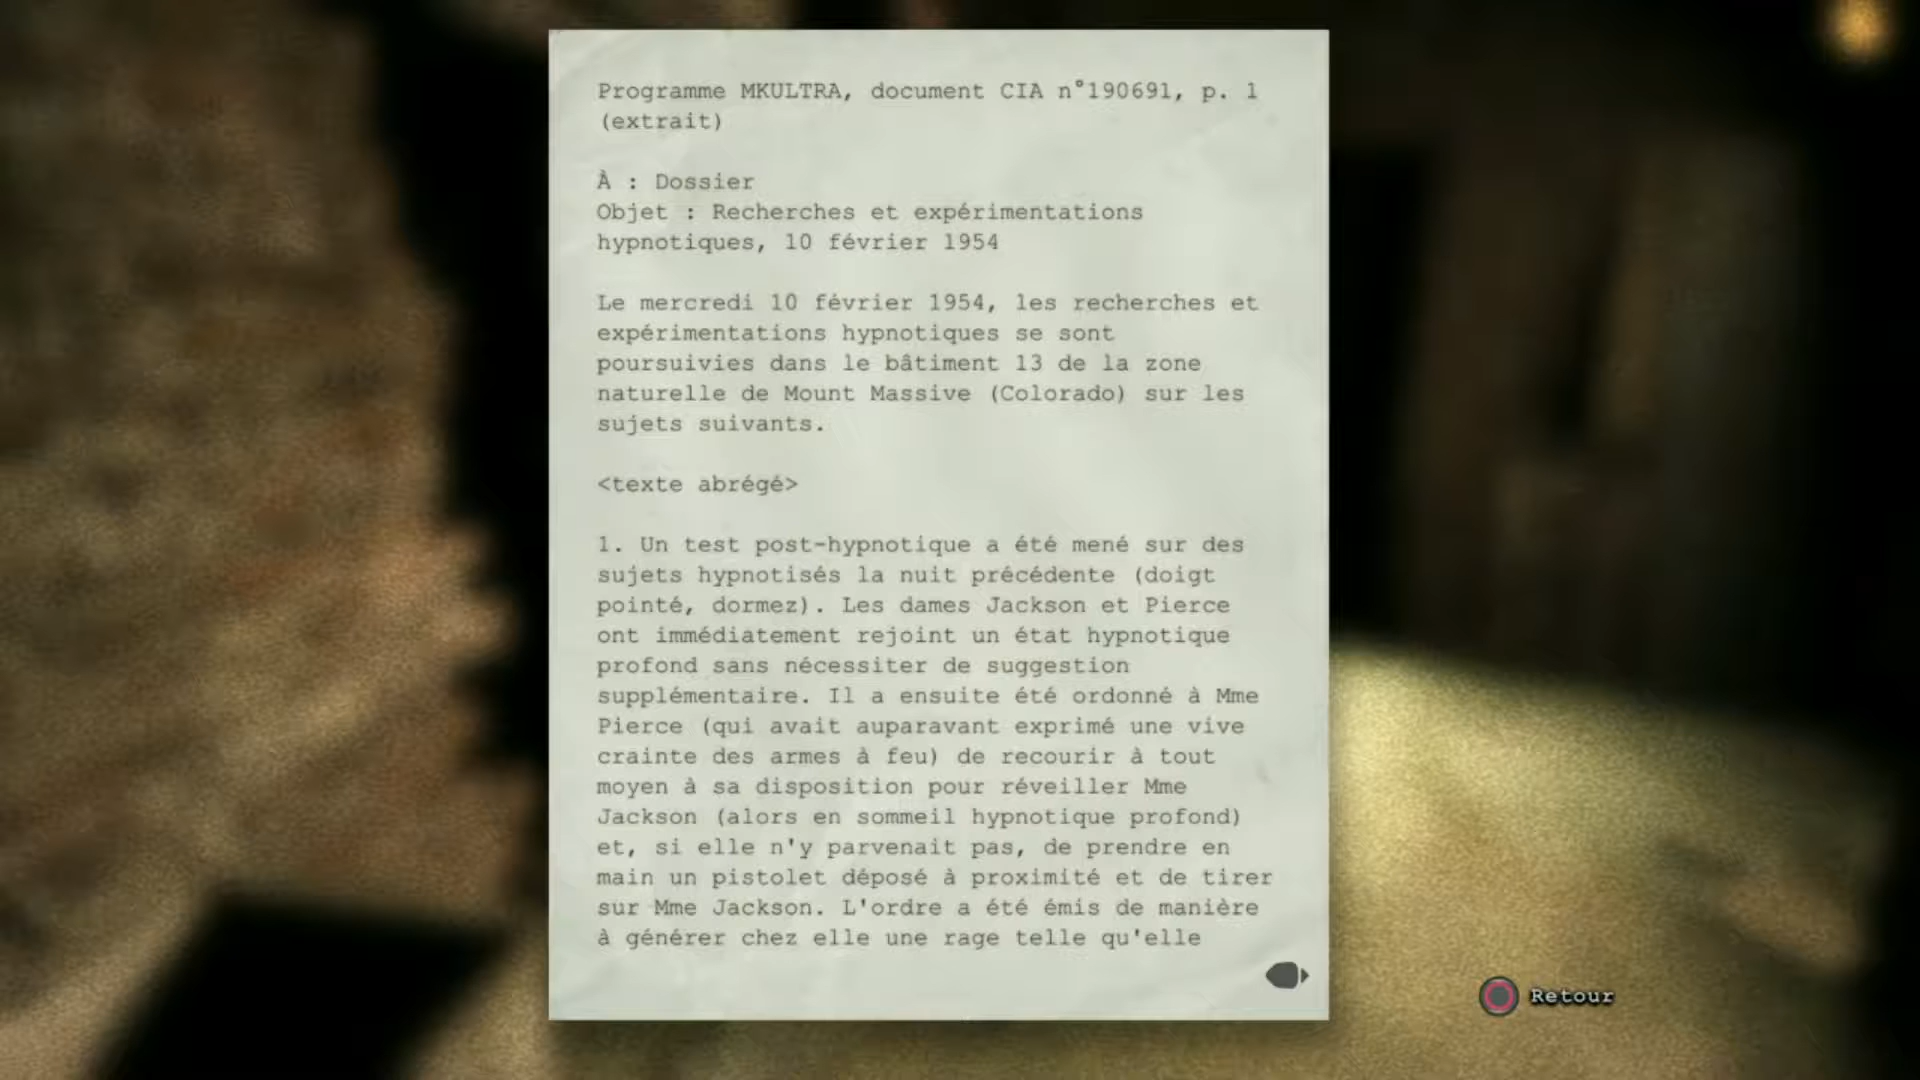 Programme MKULTRA, document CIA n°190691, p. 1
(extrait)
À : Dossier
Objet : Recherches et expérimentations
hypnotiques, 10 février 1954
Le mercredi 10 février 1954, les recherches et
expérimentations hypnotiques se sont
poursuivies dans le bâtiment 13 de la zone
naturelle de Mount Massive (Colorado) sur les
sujets suivants.
<texte abrégé>
1. Un test post-hypnotique a été mené sur des
sujets hypnotisés la nuit précédente (doigt
pointé, dormez). Les dames Jackson et Pierce
ont immédiatement rejoint un état hypnotique
profond sans nécessiter de suggestion
supplémentaire. Il a ensuite été ordonné à Mme
Pierce (qui avait auparavant exprimé une vive
crainte des armes à feu) de recourir à tout
moyen à sa disposition pour réveiller Mme
Jackson (alors en sommeil hypnotique profond)
et, si elle n'y parvenait pas, de prendre en
main un pistolet déposé à proximité et de tirer
sur Mme Jackson. L'ordre a été émis de manière
à générer chez elle une rage telle qu'elle
Retour